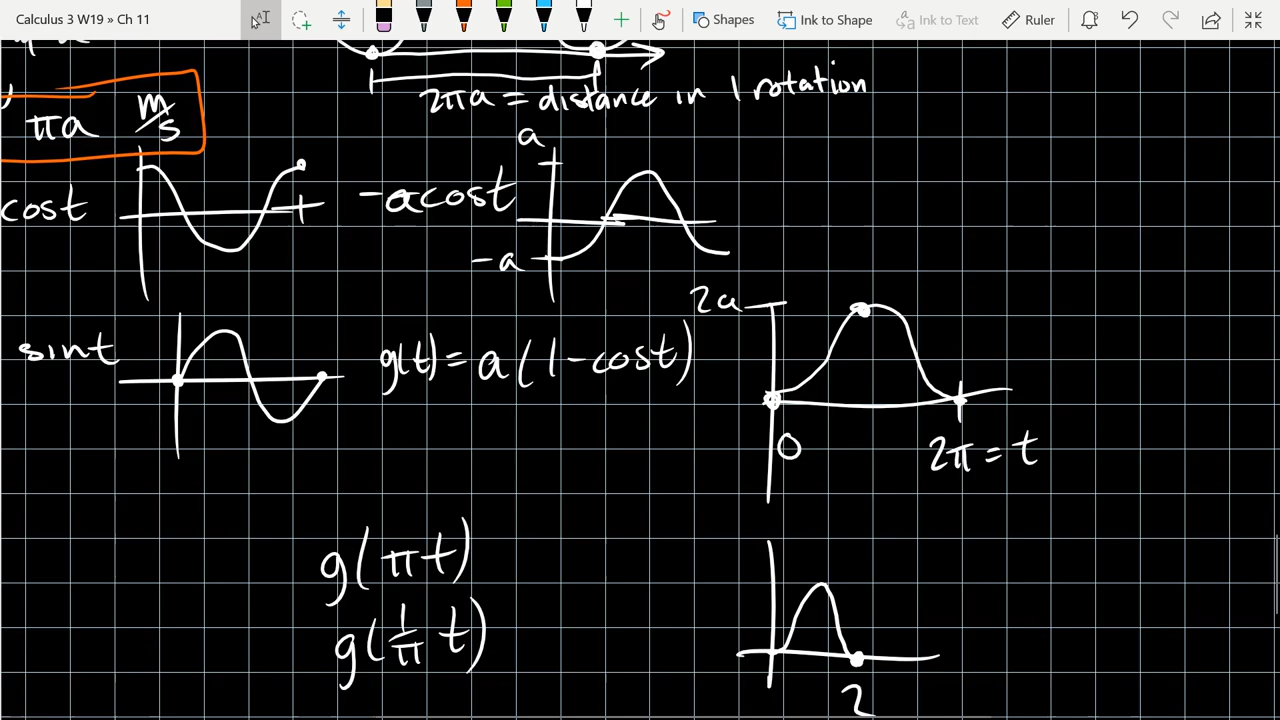 Calculus 3 W19 » Ch 11
Shapes
Ink to Shape
Ink to Text
Ruler
2πa = distance in 1 rotation
πa m/s
a
cost
-acost
-a
2a
sint
g(t) = a(1-cost)
0
2π = t
g(πt)
g(1/π t)
2